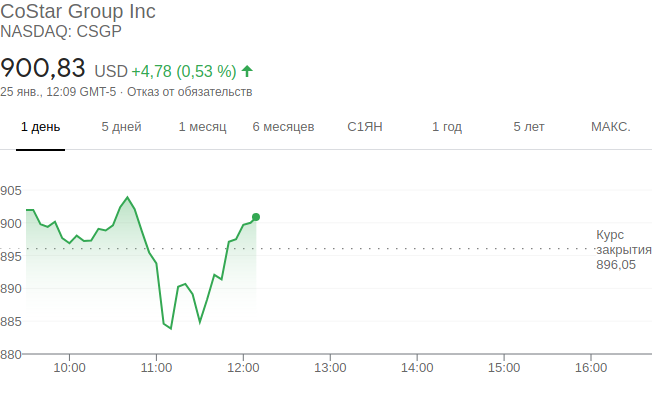 CoStar Group Inc
NASDAQ: CSGP
900,83 USD +4,78 (0,53 %)
25 янв., 12:09 GMT-5 · Отказ от обязательств
1 день 5 дней 1 месяц 6 месяцев С1ЯН 1 год 5 лет МАКС.
905
900
895
890
885
880
Курс
закрытия
896,05
10:00 11:00 12:00 13:00 14:00 15:00 16:00